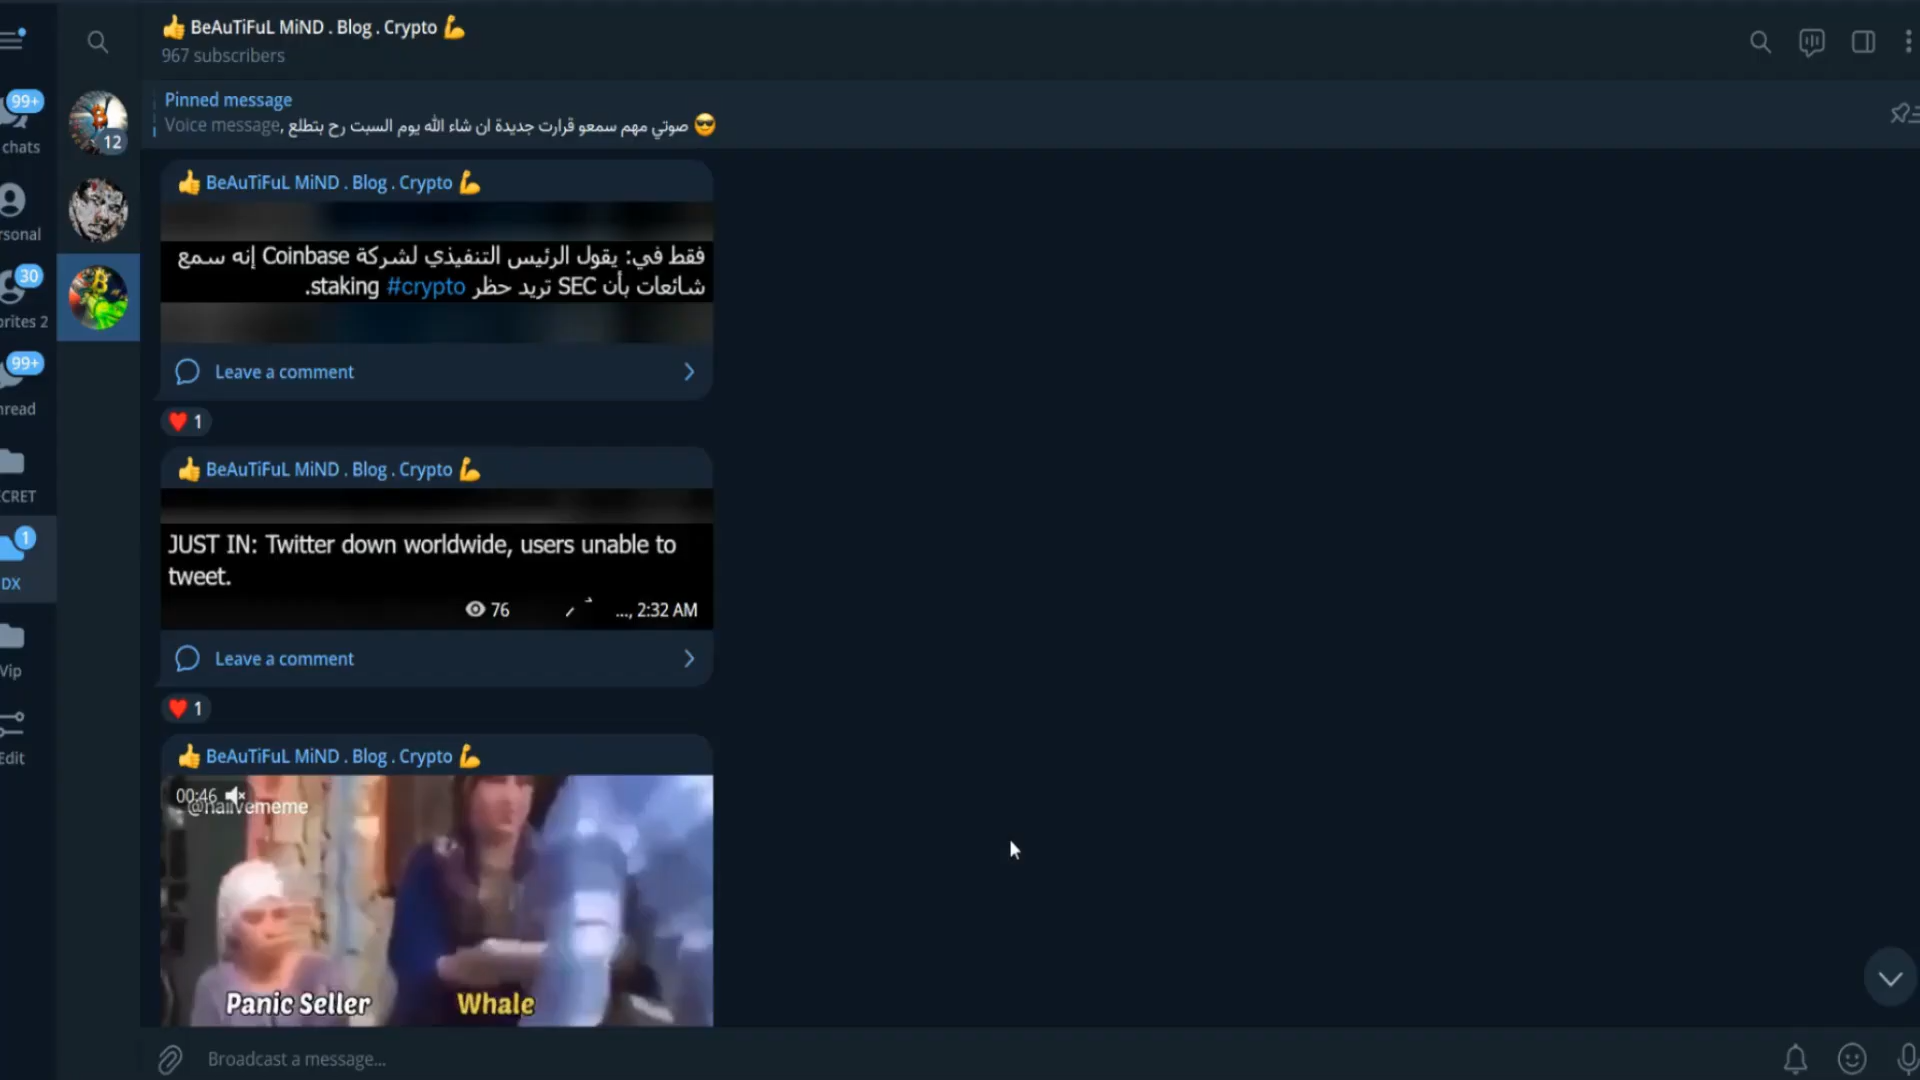 👍 BeAuTiFuL MiND . Blog . Crypto 💪
967 subscribers
99+
chats
12
rsonal
30
orites 2
99+
nread
CRET
1
DX
Vip
Edit
Pinned message
Voice message, صوتي مهم سمعو قرارت جديدة ان شاء الله يوم السبت رح بتطلع 😎
👍 BeAuTiFuL MiND . Blog . Crypto 💪
فقط في: يقول الرئيس التنفيذي لشركة Coinbase إنه سمع
شائعات بأن SEC تريد حظر #crypto staking.
Leave a comment
❤️ 1
👍 BeAuTiFuL MiND . Blog . Crypto 💪
JUST IN: Twitter down worldwide, users unable to
tweet.
76 ..., 2:32 AM
Leave a comment
❤️ 1
👍 BeAuTiFuL MiND . Blog . Crypto 💪
00:46
Panic Seller Whale
Broadcast a message...